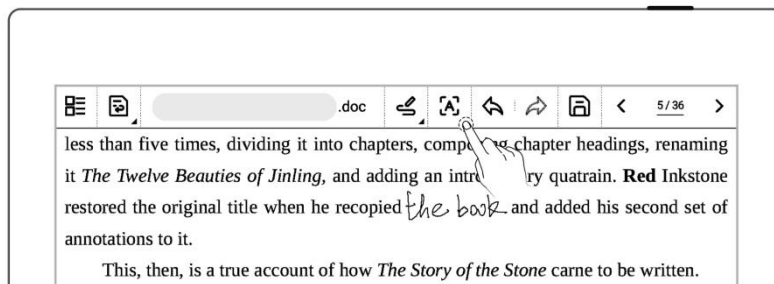 .doc 5/36
less than five times, dividing it into chapters, chapter headings, renaming
it The Twelve Beauties of Jinling, and adding an quatrain. Red Inkstone
restored the original title when he recopied the book and added his second set of
annotations to it.
This, then, is a true account of how The Story of the Stone carne to be written.